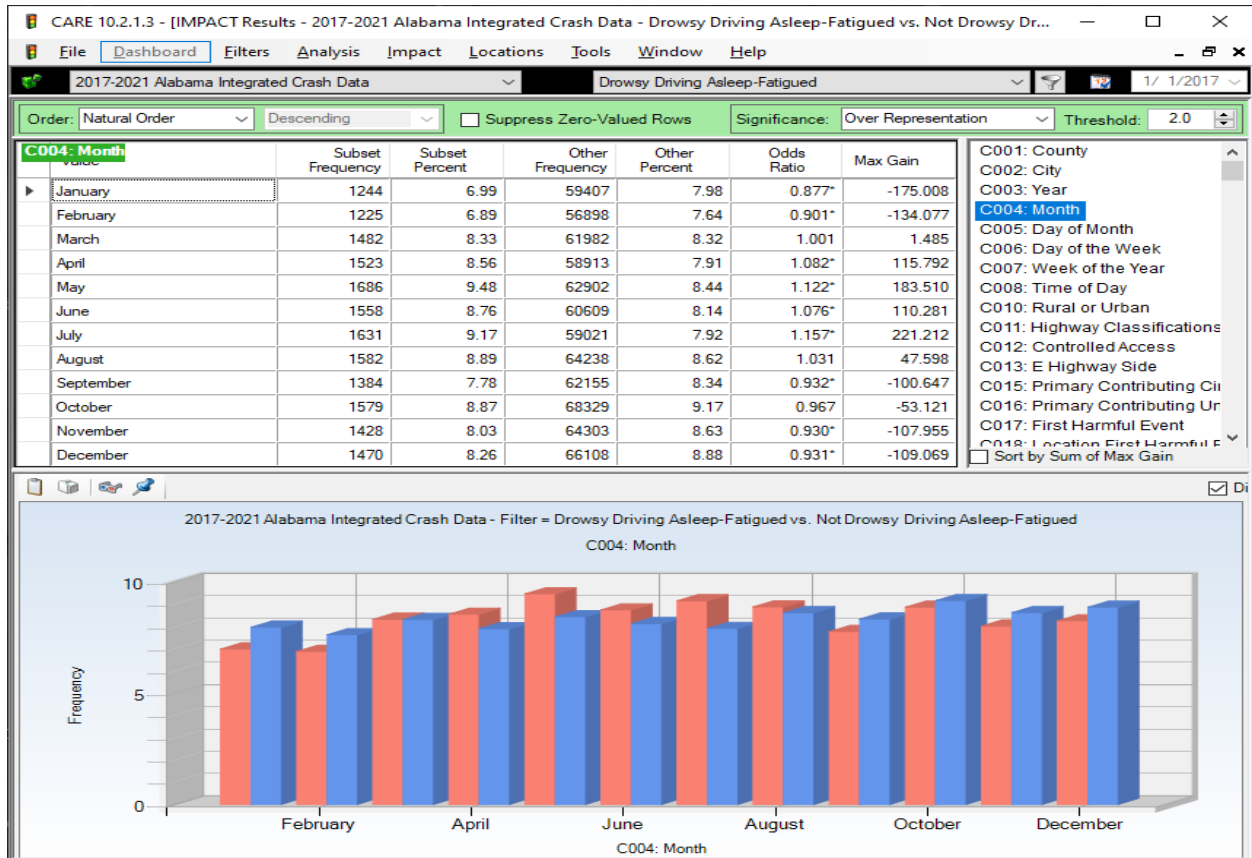 CARE 10.2.1.3 - [IMPACT Results - 2017-2021 Alabama Integrated Crash Data - Drowsy Driving Asleep-Fatigued vs. Not Drowsy Dr...
File Dashboard Filters Analysis Impact Locations Tools Window Help
2017-2021 Alabama Integrated Crash Data Drowsy Driving Asleep-Fatigued 1/ 1/2017
Order: Natural Order Descending Suppress Zero-Valued Rows Significance: Over Representation Threshold: 2.0
C004: Month
Subset Frequency Subset Percent Other Frequency Other Percent Odds Ratio Max Gain
January 1244 6.99 59407 7.98 0.877* -175.008
February 1225 6.89 56898 7.64 0.901* -134.077
March 1482 8.33 61982 8.32 1.001 1.485
April 1523 8.56 58913 7.91 1.082* 115.792
May 1686 9.48 62902 8.44 1.122* 183.510
June 1558 8.76 60609 8.14 1.076* 110.281
July 1631 9.17 59021 7.92 1.157* 221.212
August 1582 8.89 64238 8.62 1.031 47.598
September 1384 7.78 62155 8.34 0.932* -100.647
October 1579 8.87 68329 9.17 0.967 -53.121
November 1428 8.03 64303 8.63 0.930* -107.955
December 1470 8.26 66108 8.88 0.931* -109.069
C001: County
C002: City
C003: Year
C004: Month
C005: Day of Month
C006: Day of the Week
C007: Week of the Year
C008: Time of Day
C010: Rural or Urban
C011: Highway Classifications
C012: Controlled Access
C013: E Highway Side
C015: Primary Contributing Cir
C016: Primary Contributing Un
C017: First Harmful Event
C018: Location First Harmful E
Sort by Sum of Max Gain
Di
2017-2021 Alabama Integrated Crash Data - Filter = Drowsy Driving Asleep-Fatigued vs. Not Drowsy Driving Asleep-Fatigued
C004: Month
10
5
0
Frequency
February April June August October December
C004: Month